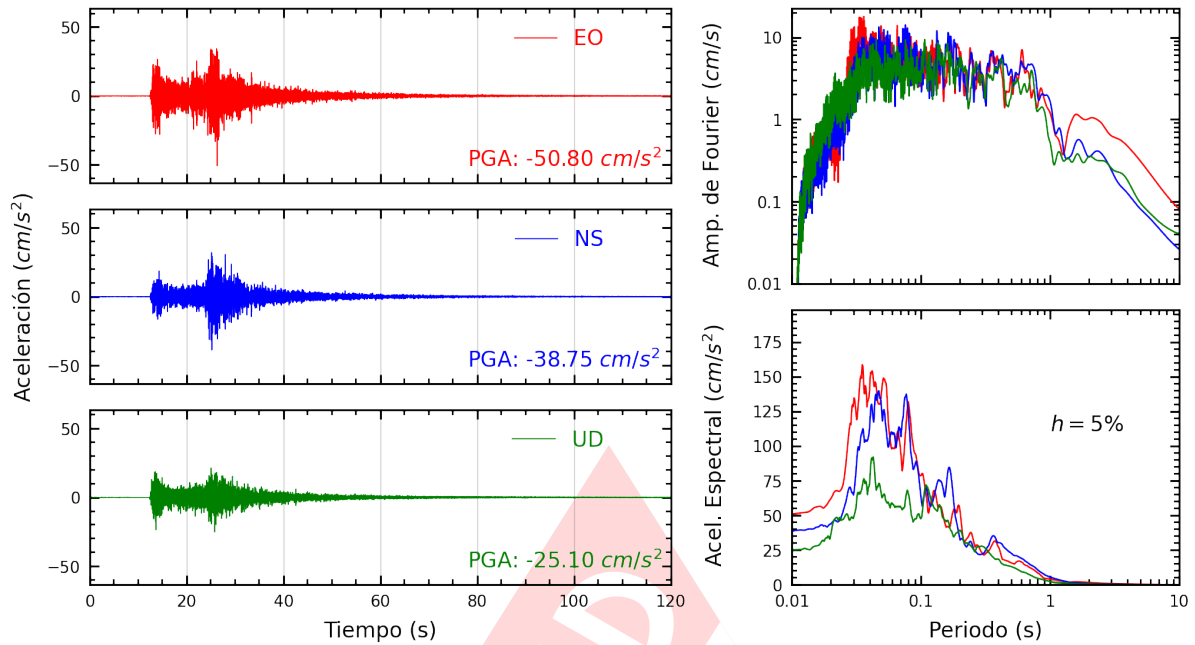 Aceleración (cm/s²)
50
0
−50
EO
PGA: -50.80 cm/s²
50
0
−50
NS
PGA: -38.75 cm/s²
50
0
−50
UD
PGA: -25.10 cm/s²
0 20 40 60 80 100 120
Tiempo (s)
Amp. de Fourier (cm/s)
10
1
0.1
0.01
Acel. Espectral (cm/s²)
175
150
125
100
75
50
25
0
h = 5%
0.01 0.1 1 10
Periodo (s)